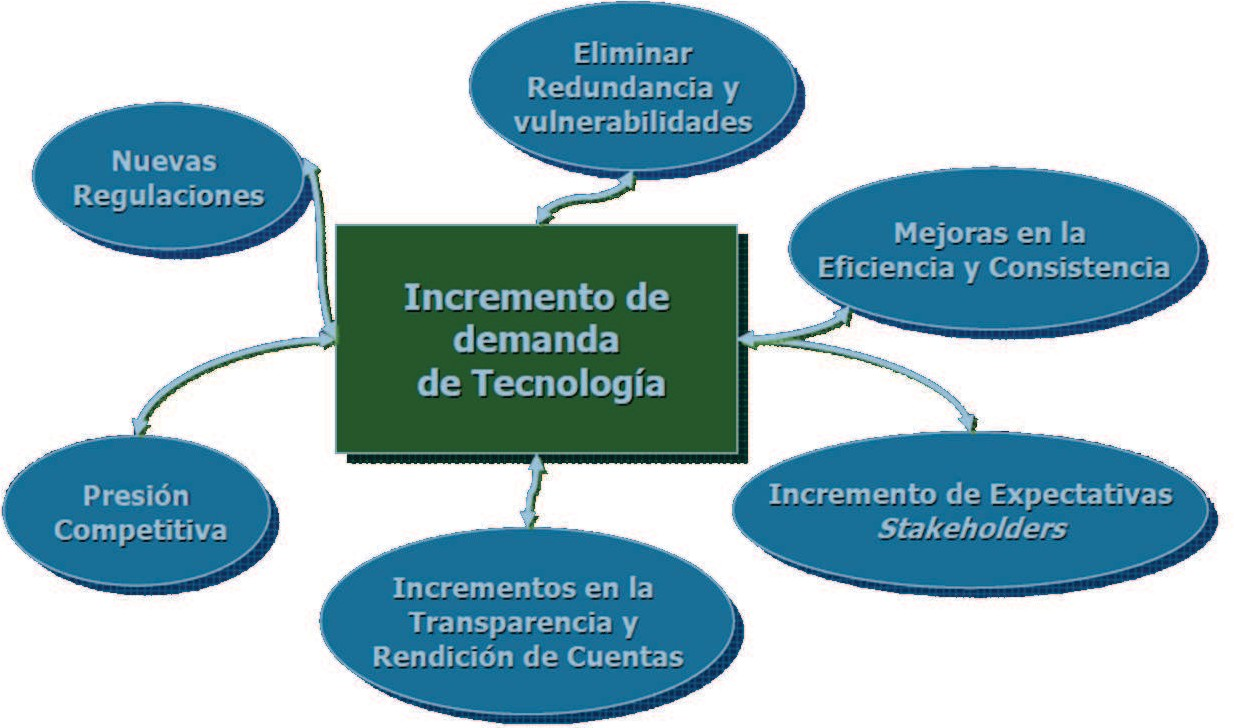 Eliminar
Redundancia y
vulnerabilidades
Nuevas
Regulaciones
Mejoras en la
Eficiencia y Consistencia
Incremento de
demanda
de Tecnología
Presión
Competitiva
Incremento de Expectativas
Stakeholders
Incrementos en la
Transparencia y
Rendición de Cuentas